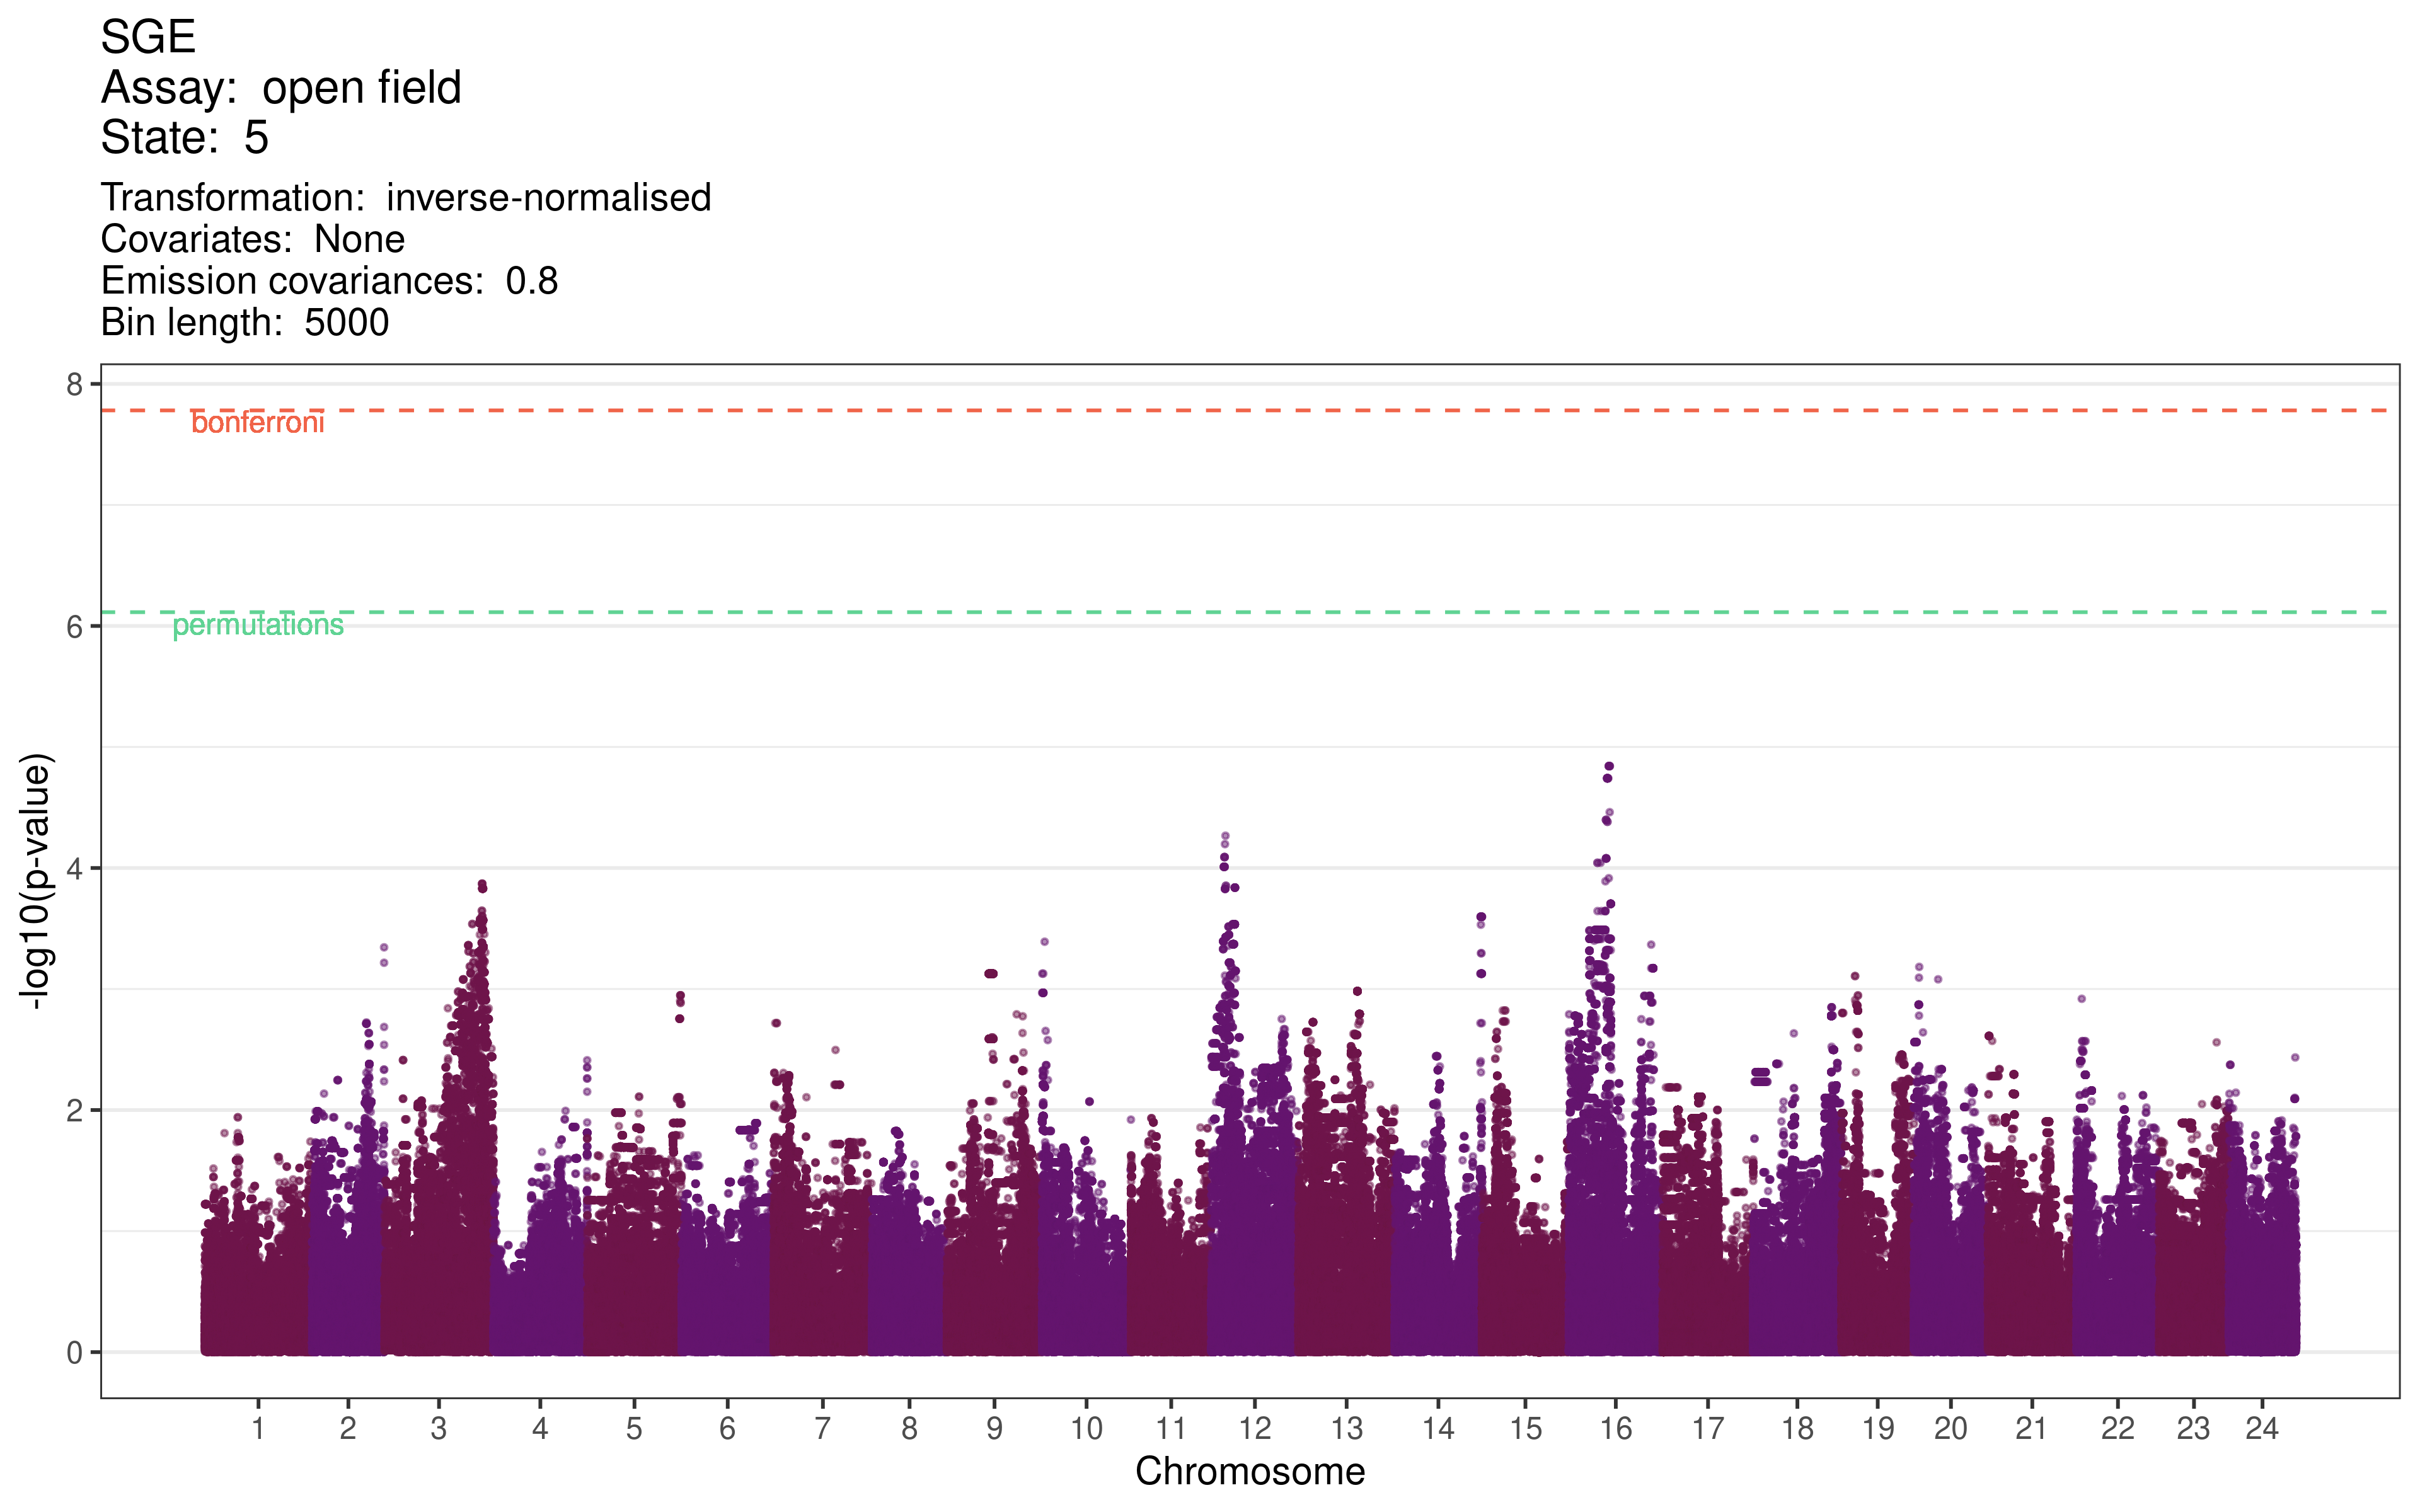 SGE
Assay:  open field
State:  5
Transformation:  inverse-normalised
Covariates:  None
Emission covariances:  0.8
Bin length:  5000
8
bonferroni
6
permutations
4
2
0
-log10(p-value)
1 2 3 4 5 6 7 8 9 10 11 12 13 14 15 16 17 18 19 20 21 22 23 24
Chromosome